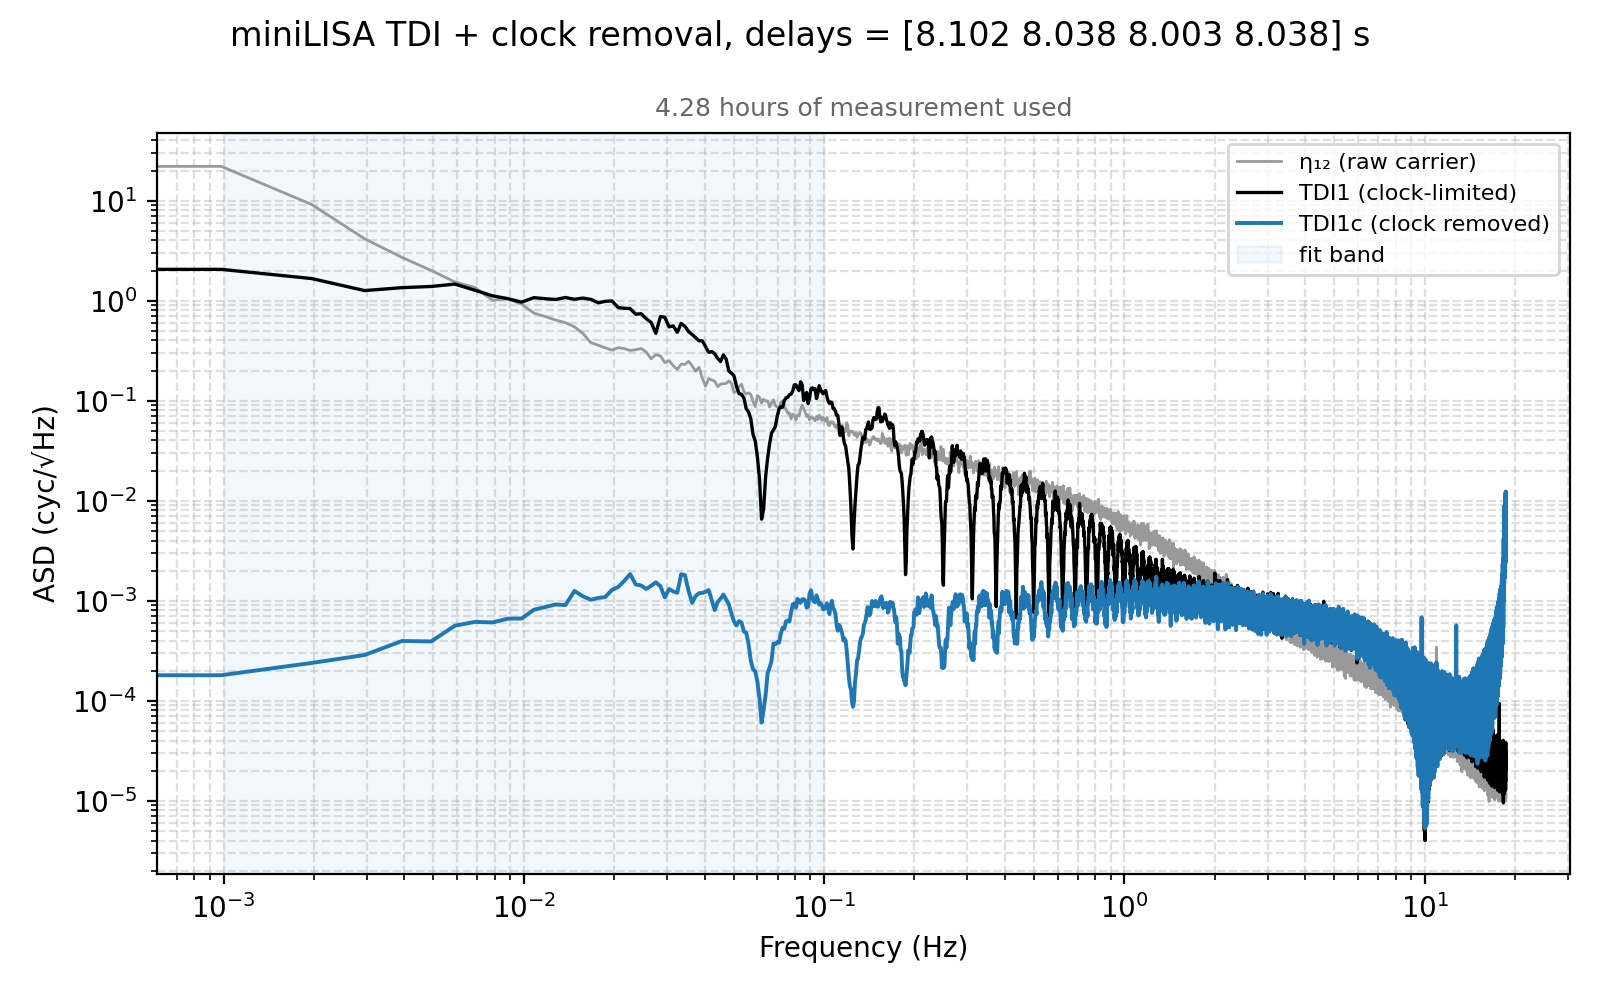 miniLISA TDI + clock removal, delays = [8.102 8.038 8.003 8.038] s
4.28 hours of measurement used
η₁₂ (raw carrier)
TDI1 (clock-limited)
TDI1c (clock removed)
fit band
ASD (cyc/√Hz)
10¹
10⁰
10⁻¹
10⁻²
10⁻³
10⁻⁴
10⁻⁵
10⁻³ 10⁻² 10⁻¹ 10⁰ 10¹
Frequency (Hz)